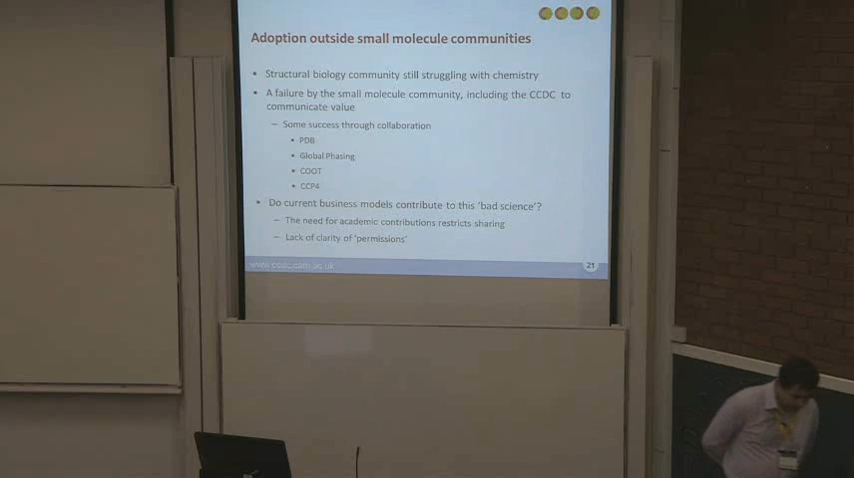 Adoption outside small molecule communities
• Structural biology community still struggling with chemistry
• A failure by the small molecule community, including the CCDC to
communicate value
– Some success through collaboration
• PDB
• Global Phasing
• COOT
• CCP4
• Do current business models contribute to this 'bad science'?
– The need for academic contributions restricts sharing
– Lack of clarity of 'permissions'
www.ccdc.cam.ac.uk
21